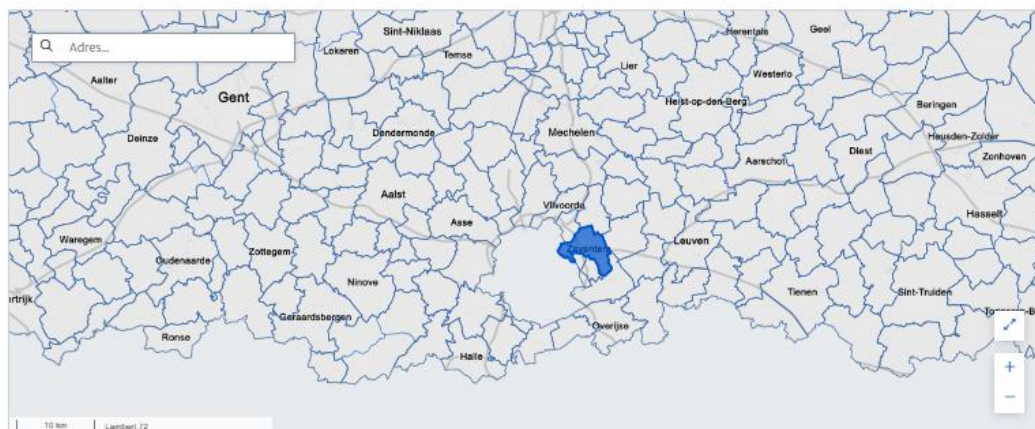 Adres...
Sint-Niklaas
Lokeren
Temse
Herentals
Geel
Lier
Westerlo
Aalter
Gent
Heist-op-den-Berg
Beringen
Deinze
Dendermonde
Mechelen
Heusden-Zolder
Diest
Zonhoven
Aarschot
Aalst
Vilvoorde
Asse
Hasselt
Waregem
Zaventem
Leuven
Zottegem
Oudenaarde
Ninove
Tienen
Sint-Truiden
ortrijk
Geraardsbergen
Overijse
Ronse
Halle
+
−
10 km
Lambert 72